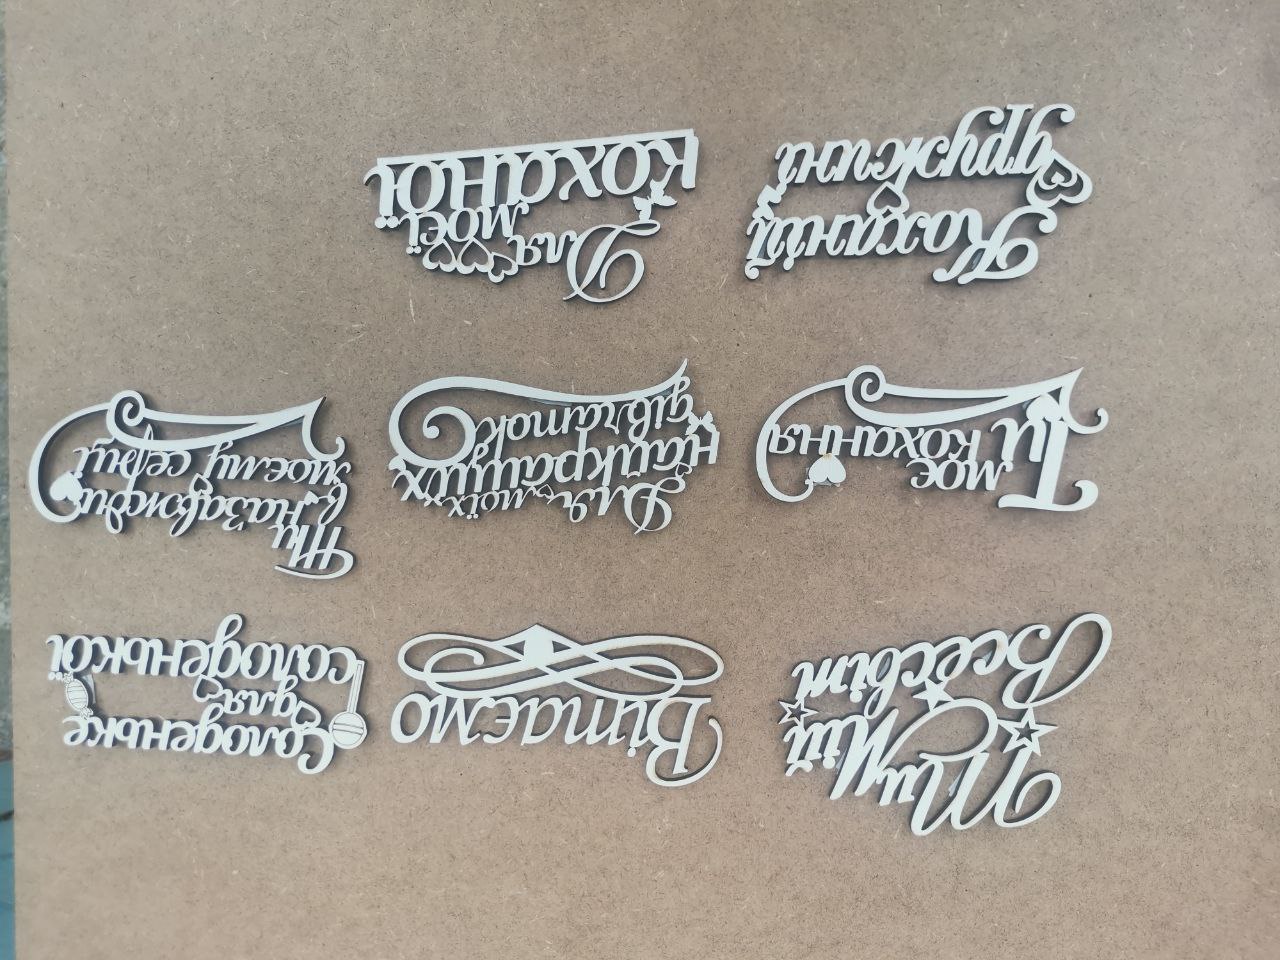 Ти Мій
Всесвіт
Вітаємо
Солоденьке
для
солоденької
Ти
моє
кохання
Для моїх
найкращих
дівчаток
Ти
Назавжди
в моєму серці
Коханій
дружині
Для
моєї
коханої